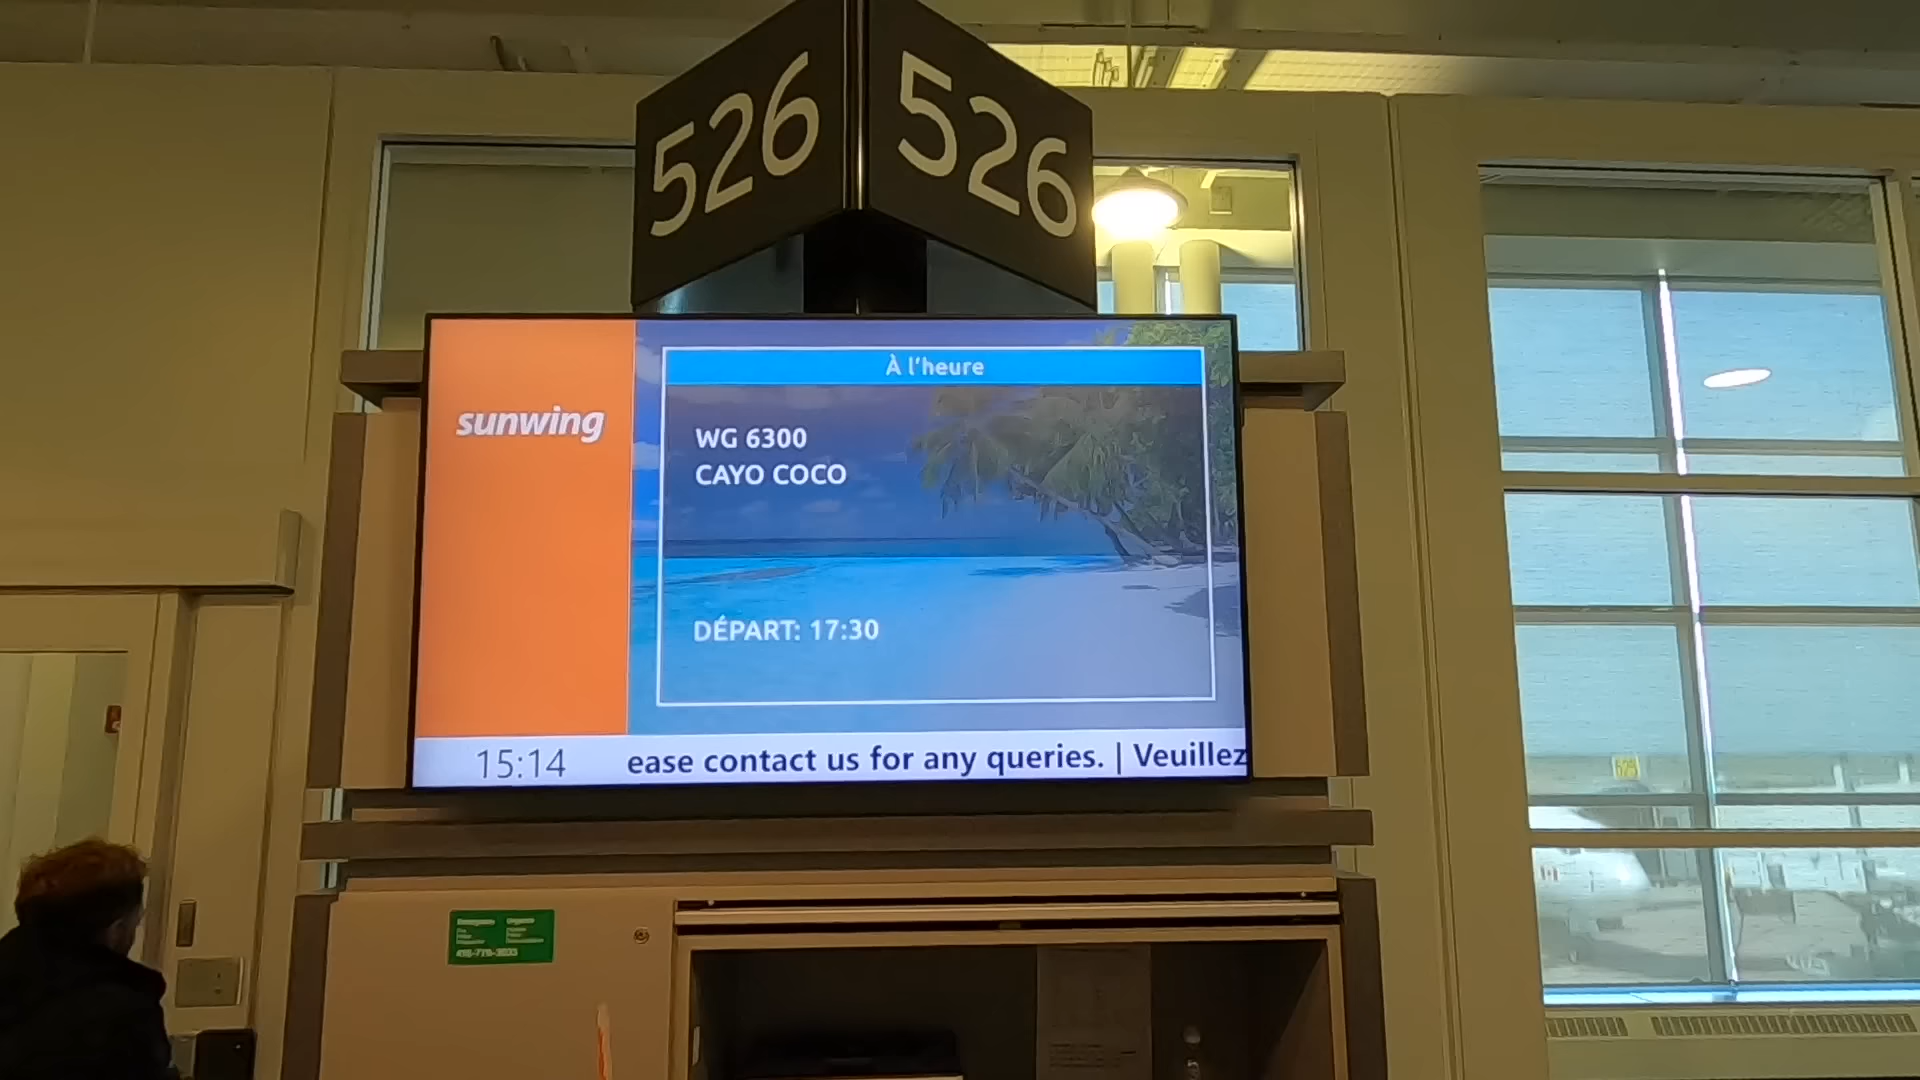 526 526
sunwing
À l'heure
WG 6300
CAYO COCO
DÉPART: 17:30
15:14 ease contact us for any queries. | Veuillez